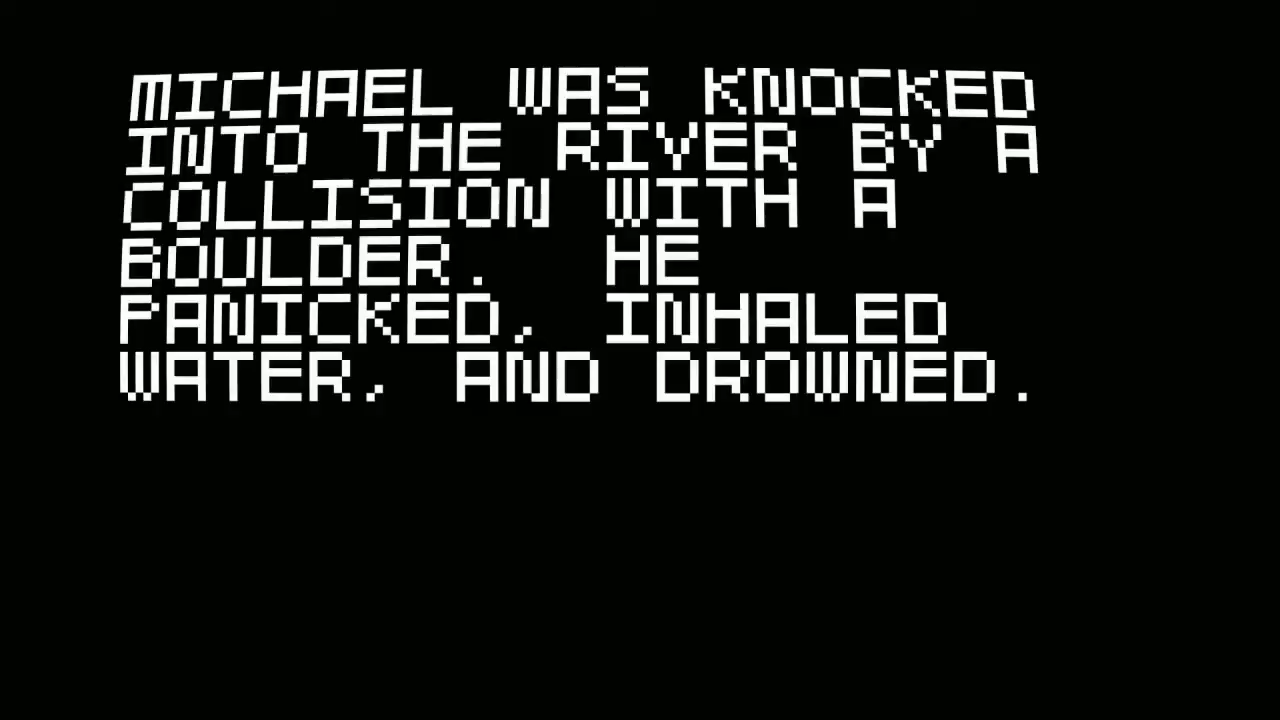 MICHAEL WAS KNOCKED
INTO THE RIVER BY A
COLLISION WITH A
BOULDER. HE
PANICKED, INHALED
WATER, AND DROWNED.